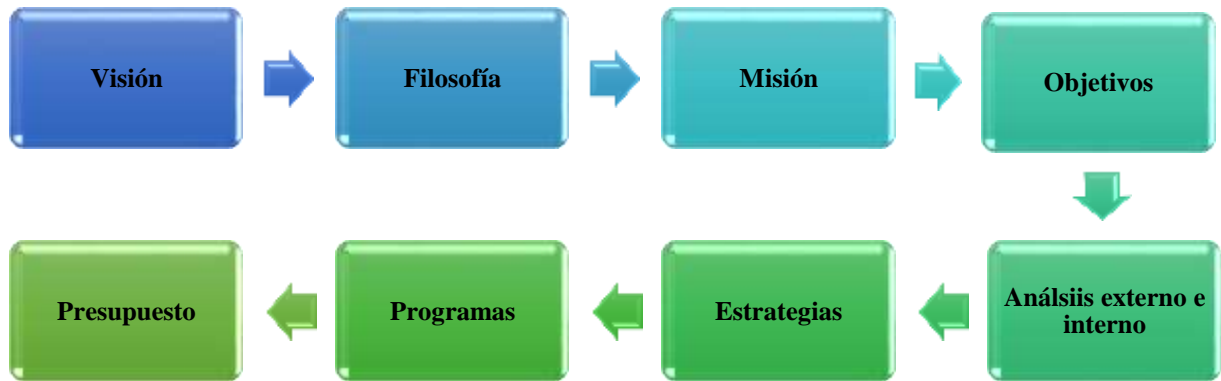 Visión
Filosofía
Misión
Objetivos
Análsiis externo e
interno
Estrategias
Programas
Presupuesto